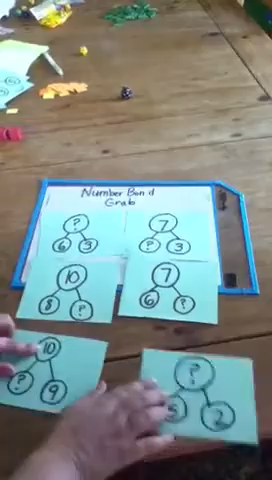 Number Bond
Grab
? 7
6 3 ? 3
10 7
8 ? 6 ?
10 ?
? 9 5 2